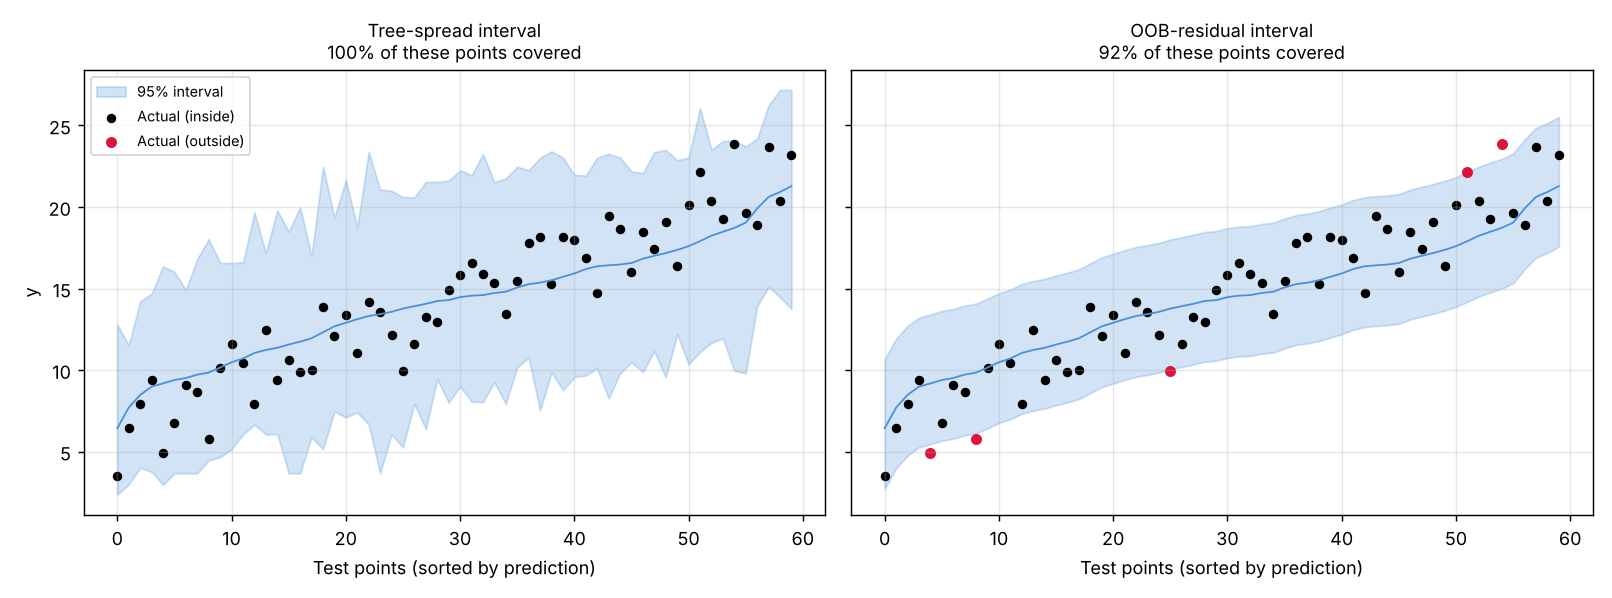 Tree-spread interval
100% of these points covered
95% interval
Actual (inside)
Actual (outside)
y
25
20
15
10
5
0 10 20 30 40 50 60
Test points (sorted by prediction)
OOB-residual interval
92% of these points covered
0 10 20 30 40 50 60
Test points (sorted by prediction)